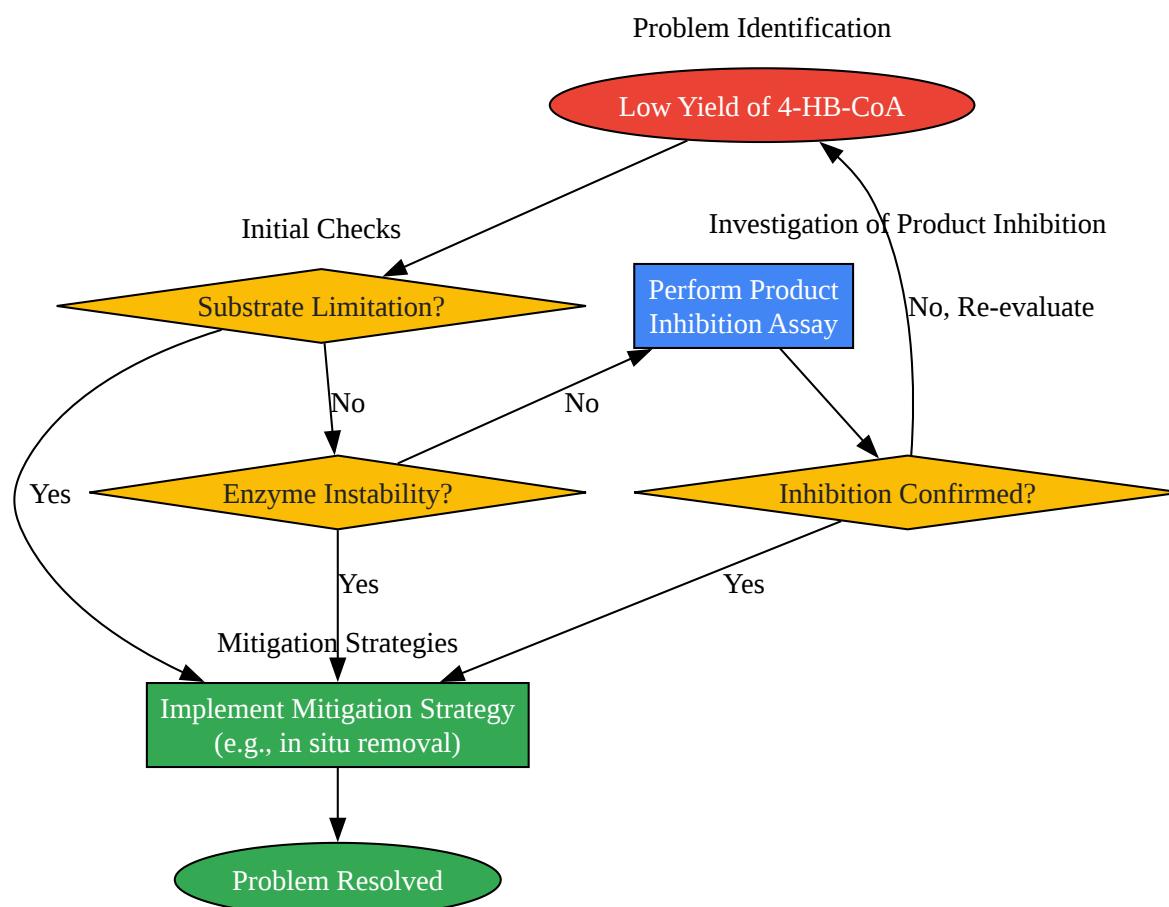 Problem Identification
Low Yield of 4-HB-CoA
Initial Checks
Investigation of Product Inhibition
Substrate Limitation?
Perform Product
Inhibition Assay
No, Re-evaluate
No
No
Yes
Enzyme Instability?
Inhibition Confirmed?
Yes
Yes
Mitigation Strategies
Implement Mitigation Strategy
(e.g., in situ removal)
Problem Resolved